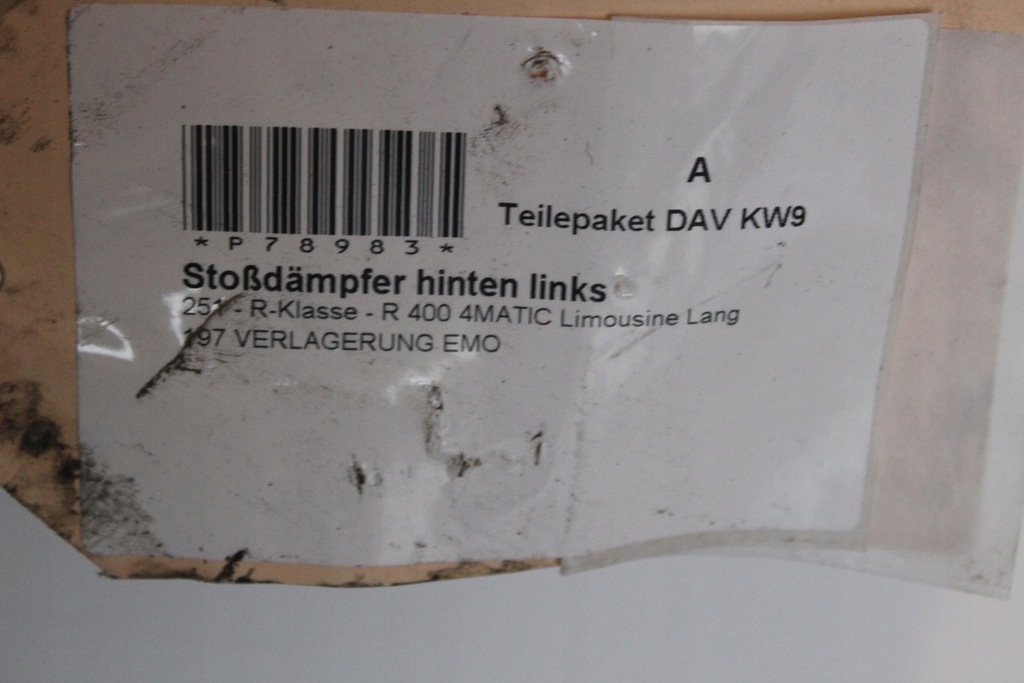 A
Teilepaket DAV KW9
*P78983*
Stoßdämpfer hinten links
251 - R-Klasse - R 400 4MATIC Limousine Lang
197 VERLAGERUNG EMO